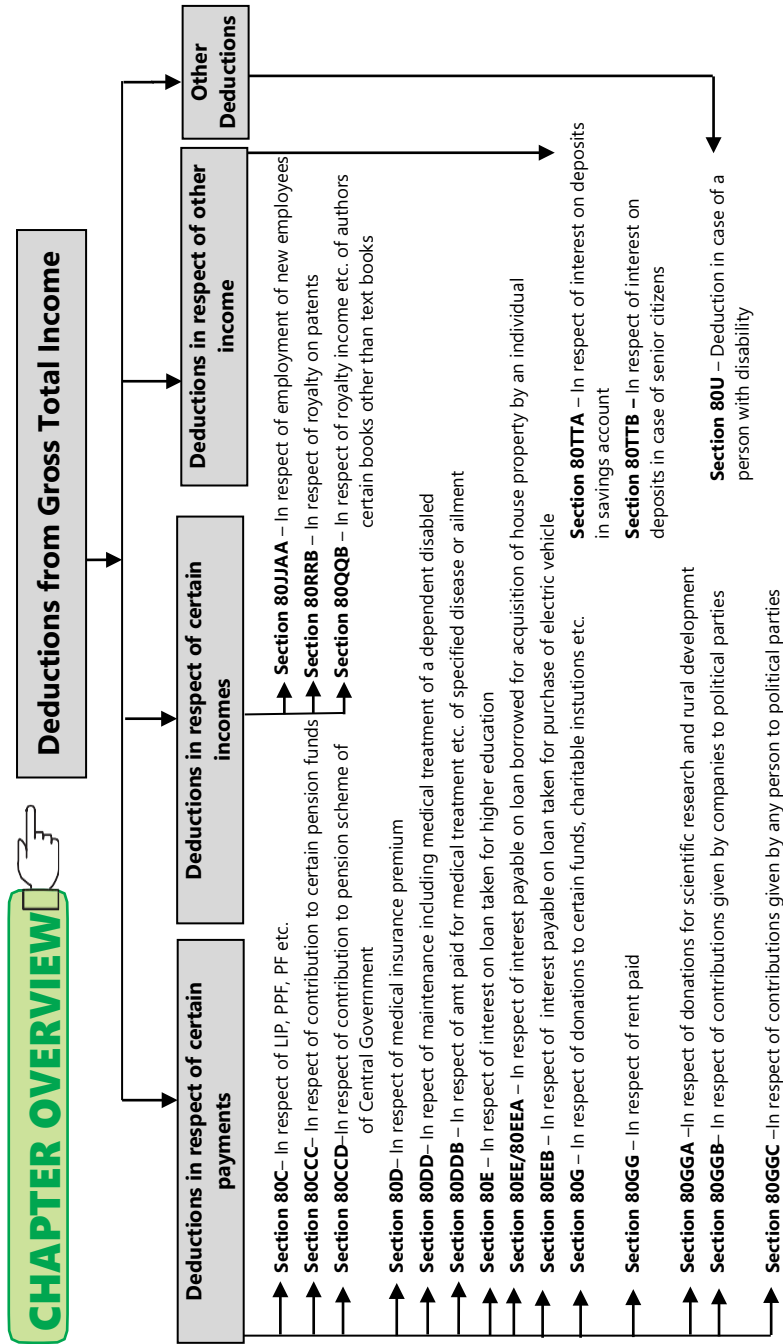 CHAPTER OVERVIEW
Deductions from Gross Total Income
Deductions in respect of certain
payments
Section 80C– In respect of LIP, PPF, PF etc.
Section 80CCC– In respect of contribution to certain pension funds
Section 80CCD–In respect of contribution to pension scheme of
of Central Government
Section 80D– In respect of medical insurance premium
Section 80DD– In repect of maintenance including medical treatment of a dependent disabled
Section 80DDB – In respect of amt paid for medical treatment etc. of specified disease or ailment
Section 80E – In respect of interest on loan taken for higher education
Section 80EE/80EEA – In respect of interest payable on loan borrowed for acquisition of house property by an individual
Section 80EEB – In respect of interest payable on loan taken for purchase of electric vehicle
Section 80G – In respect of donations to certain funds, charitable instutions etc.
Section 80GG – In respect of rent paid
Section 80GGA –In respect of donations for scientific research and rural development
Section 80GGB– In respect of contributions given by companies to political parties
Section 80GGC –In respect of contributions given by any person to political parties
Deductions in respect of certain
incomes
Section 80JJAA – In respect of employment of new employees
Section 80RRB – In respect of royalty on patents
Section 80QQB – In respect of royalty income etc. of authors
certain books other than text books
Deductions in respect of other
income
Section 80TTA – In respect of interest on deposits
in savings account
Section 80TTB – In respect of interest on
deposits in case of senior citizens
Other
Deductions
Section 80U – Deduction in case of a
person with disability